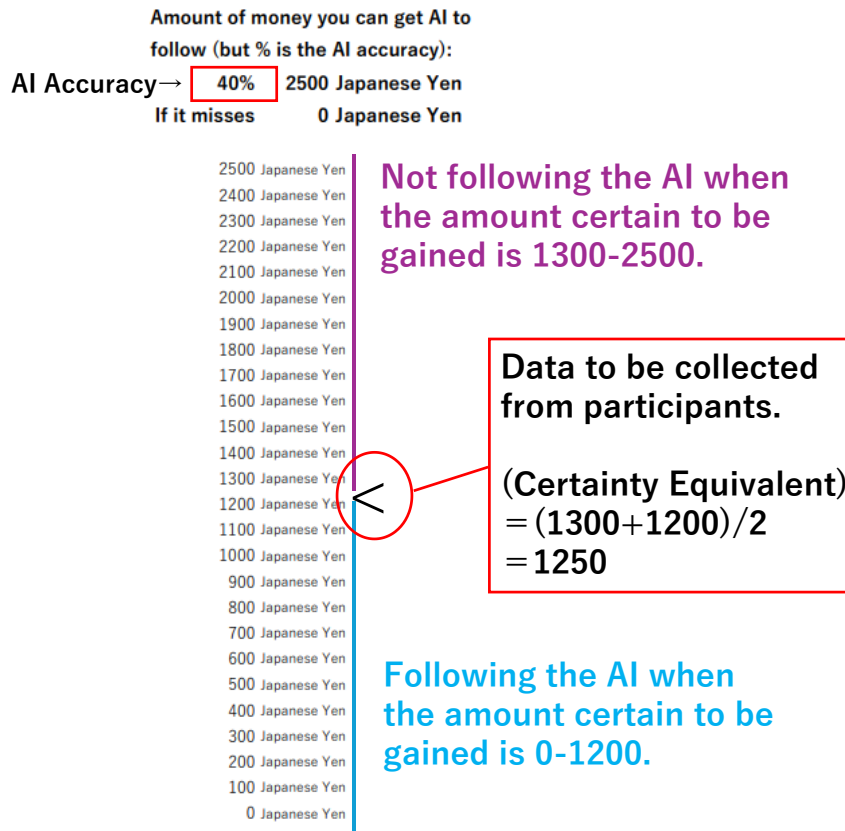 Amount of money you can get AI to
follow (but % is the AI accuracy):
AI Accuracy→ 40% 2500 Japanese Yen
If it misses 0 Japanese Yen
2500 Japanese Yen
2400 Japanese Yen
2300 Japanese Yen
2200 Japanese Yen
2100 Japanese Yen
2000 Japanese Yen
1900 Japanese Yen
1800 Japanese Yen
1700 Japanese Yen
1600 Japanese Yen
1500 Japanese Yen
1400 Japanese Yen
1300 Japanese Yen
1200 Japanese Yen
1100 Japanese Yen
1000 Japanese Yen
900 Japanese Yen
800 Japanese Yen
700 Japanese Yen
600 Japanese Yen
500 Japanese Yen
400 Japanese Yen
300 Japanese Yen
200 Japanese Yen
100 Japanese Yen
0 Japanese Yen
Not following the AI when
the amount certain to be
gained is 1300-2500.
<
Data to be collected
from participants.
(Certainty Equivalent)
=(1300+1200)/2
=1250
Following the AI when
the amount certain to be
gained is 0-1200.